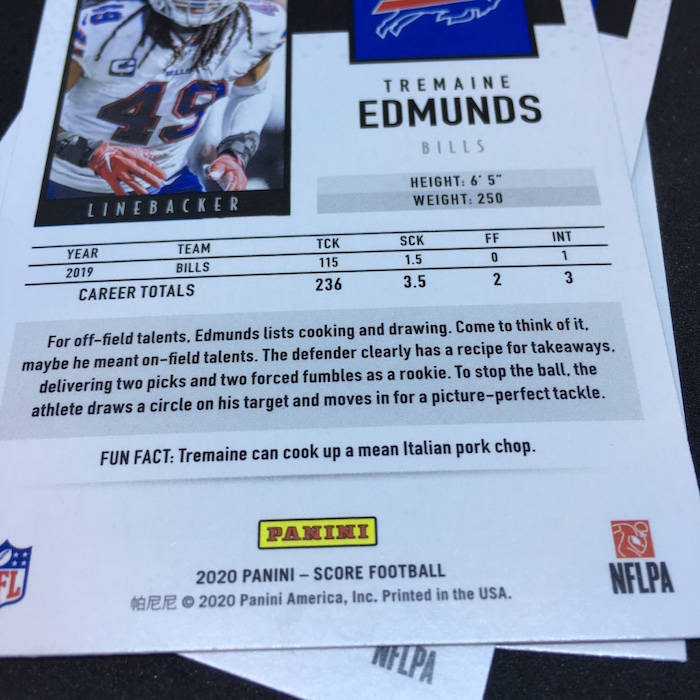 49
49
C
BILLS
LINEBACKER
TREMAINE
EDMUNDS
BILLS
HEIGHT: 6' 5"
WEIGHT: 250
YEAR TEAM TCK SCK FF INT
2019 BILLS 115 1.5 0 1
CAREER TOTALS 236 3.5 2 3
For off-field talents, Edmunds lists cooking and drawing. Come to think of it,
maybe he meant on-field talents. The defender clearly has a recipe for takeaways,
delivering two picks and two forced fumbles as a rookie. To stop the ball, the
athlete draws a circle on his target and moves in for a picture-perfect tackle.
FUN FACT: Tremaine can cook up a mean Italian pork chop.
PANINI
2020 PANINI – SCORE FOOTBALL
帕尼尼 © 2020 Panini America, Inc. Printed in the USA.
FL
NFLPA
NFLPA